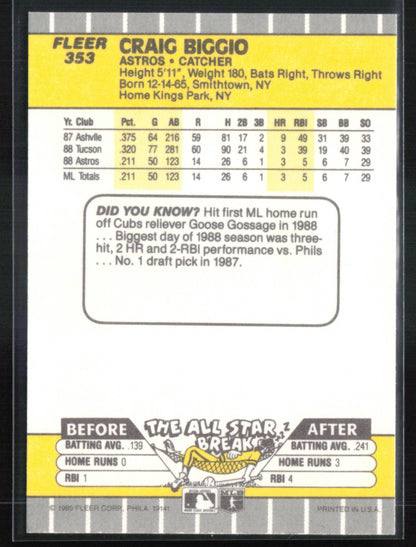 FLEER
353
CRAIG BIGGIO
ASTROS • CATCHER
Height 5'11", Weight 180, Bats Right, Throws Right
Born 12-14-65, Smithtown, NY
Home Kings Park, NY
Yr. Club Pct. G AB R H 2B 3B HR RBI SB BB SO
87 Ashvlle .375 64 216 59 81 17 2 9 49 31 39 33
88 Tucson .320 77 281 60 90 21 4 3 39 19 40 39
88 Astros .211 50 123 14 26 6 1 3 5 6 7 29
ML Totals .211 50 123 14 26 6 1 3 5 6 7 29
DID YOU KNOW? Hit first ML home run
off Cubs reliever Goose Gossage in 1988
. . . Biggest day of 1988 season was three-
hit, 2 HR and 2-RBI performance vs. Phils
. . . No. 1 draft pick in 1987.
THE ALL STAR
BREAK
BEFORE
BATTING AVG. .139
HOME RUNS 0
RBI 1
AFTER
BATTING AVG. .241
HOME RUNS 3
RBI 4
© 1989 FLEER CORP., PHILA. 19141
PRINTED IN U.S.A.